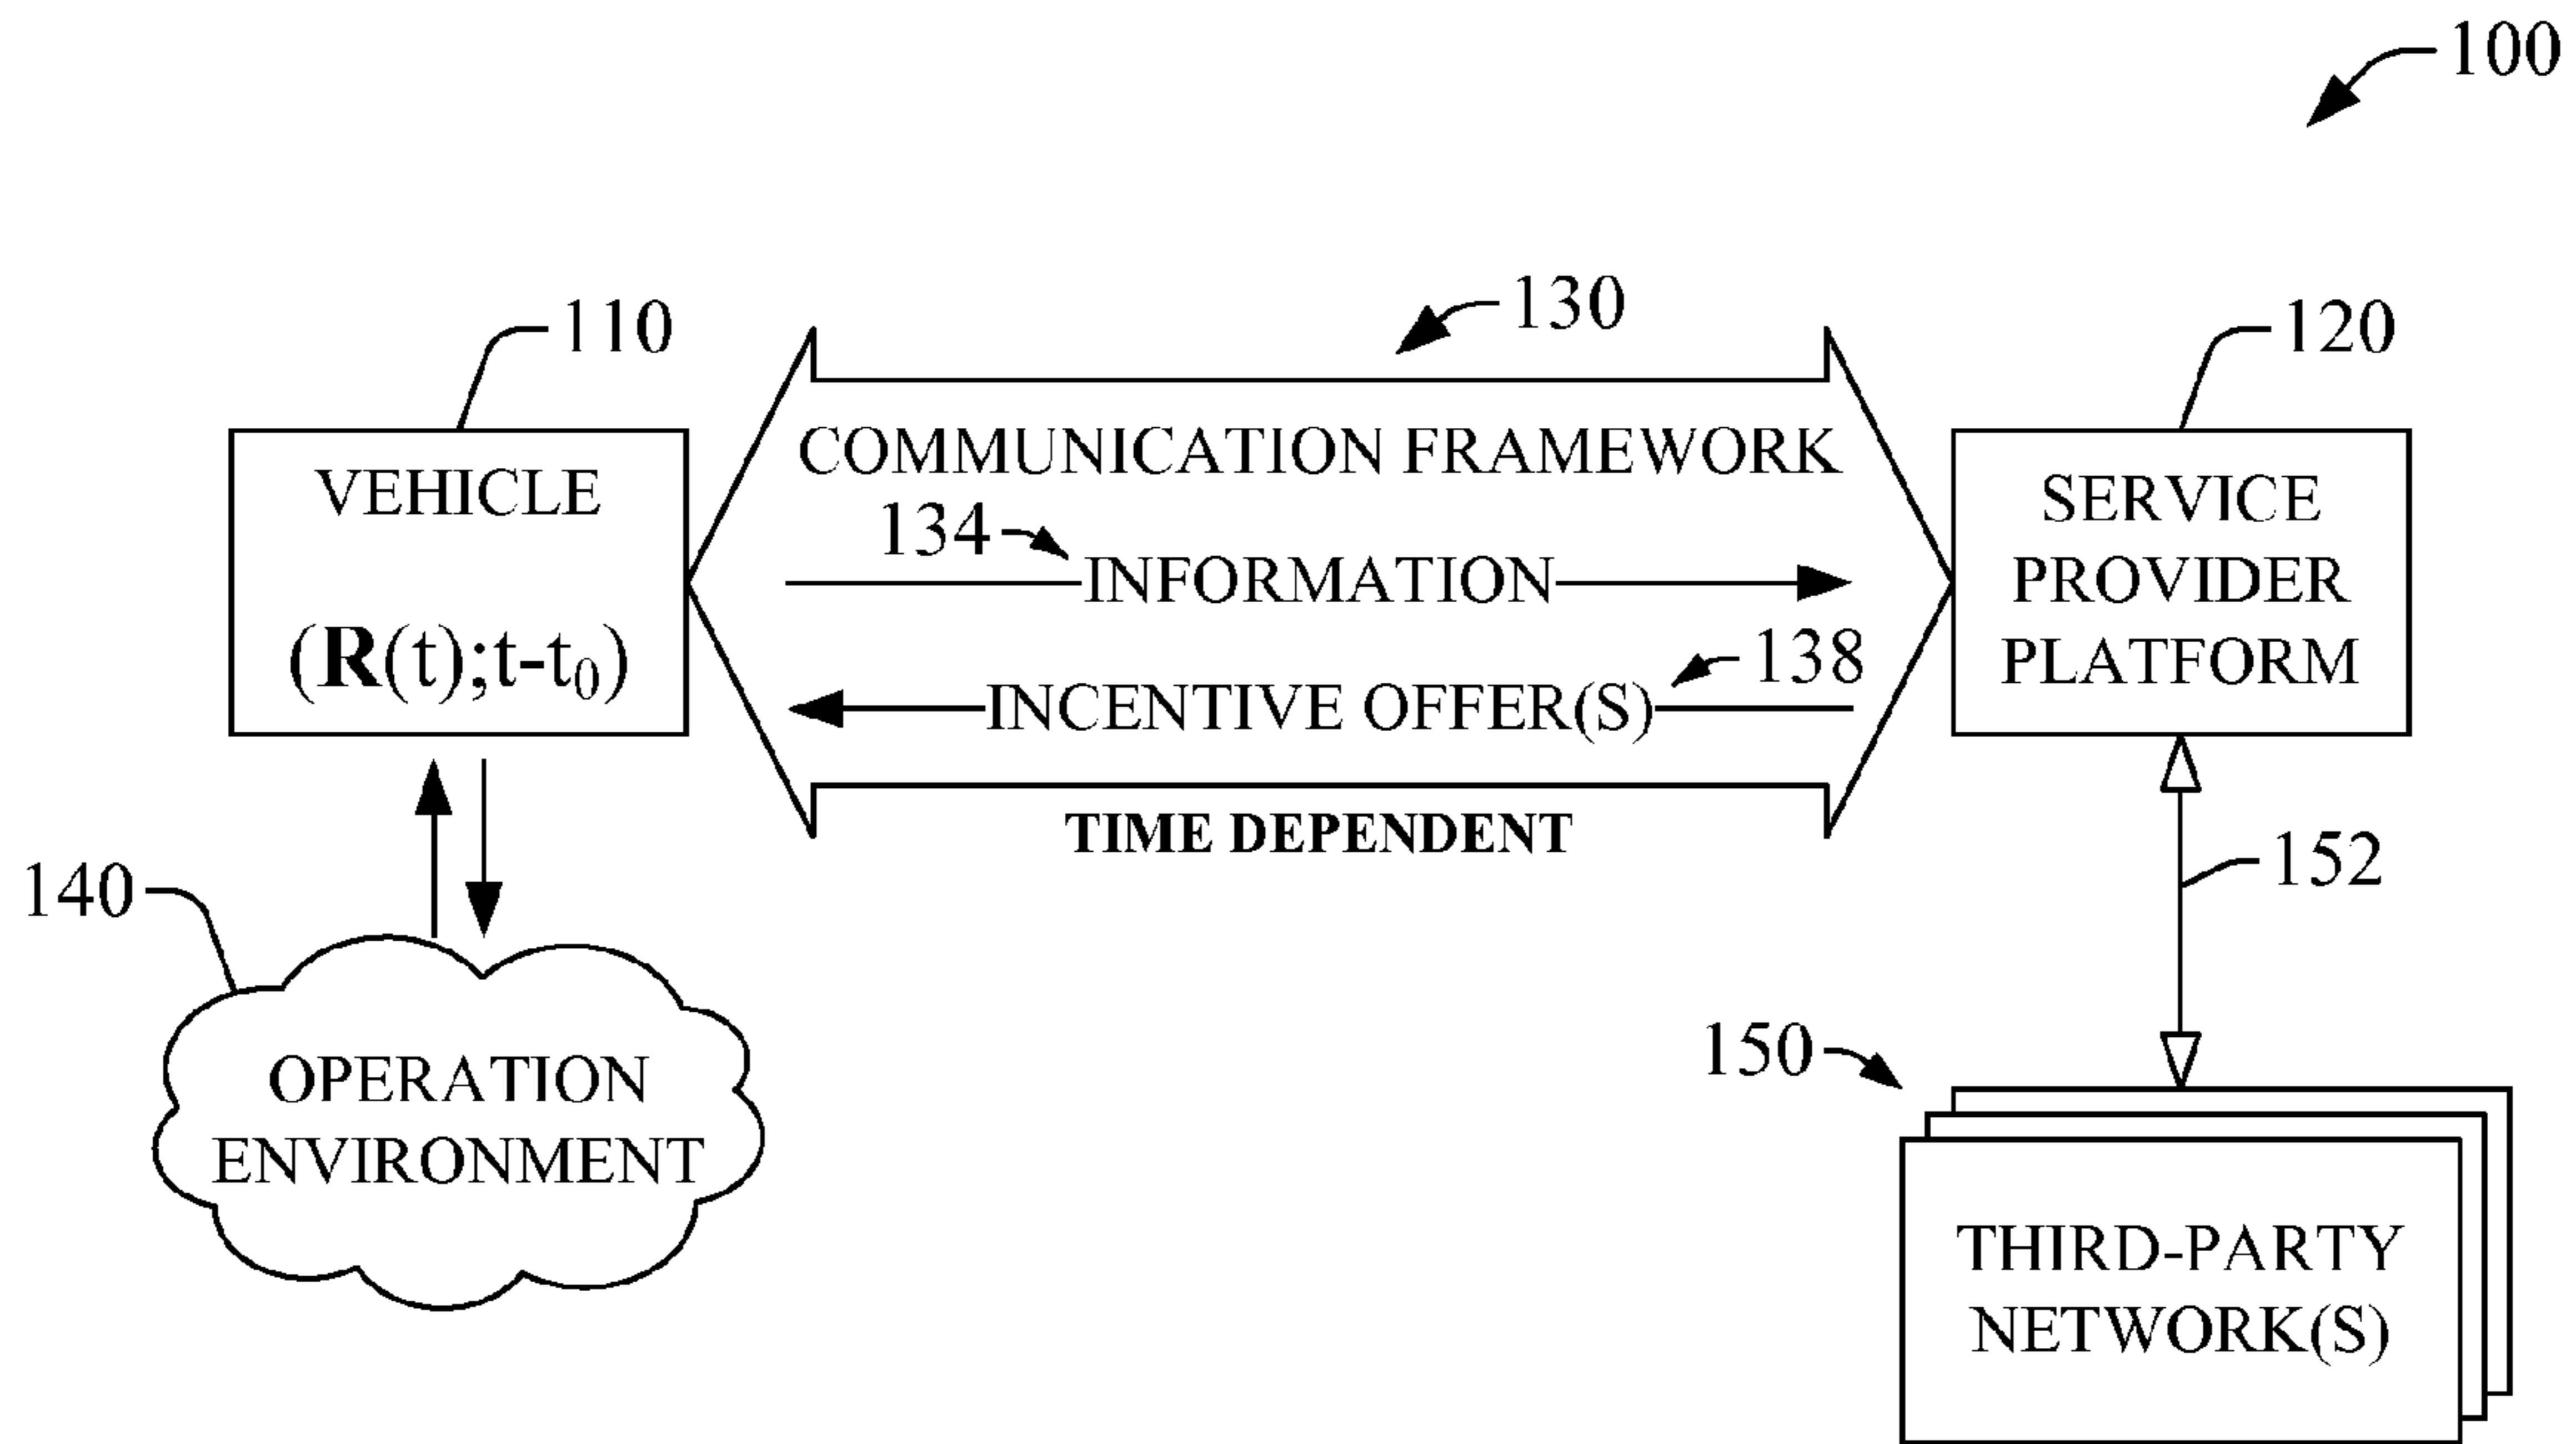 100
110
130
120
VEHICLE
(R(t);t-t₀)
COMMUNICATION FRAMEWORK
134
INFORMATION
138
INCENTIVE OFFER(S)
TIME DEPENDENT
SERVICE
PROVIDER
PLATFORM
140
152
OPERATION
ENVIRONMENT
150
THIRD-PARTY
NETWORK(S)